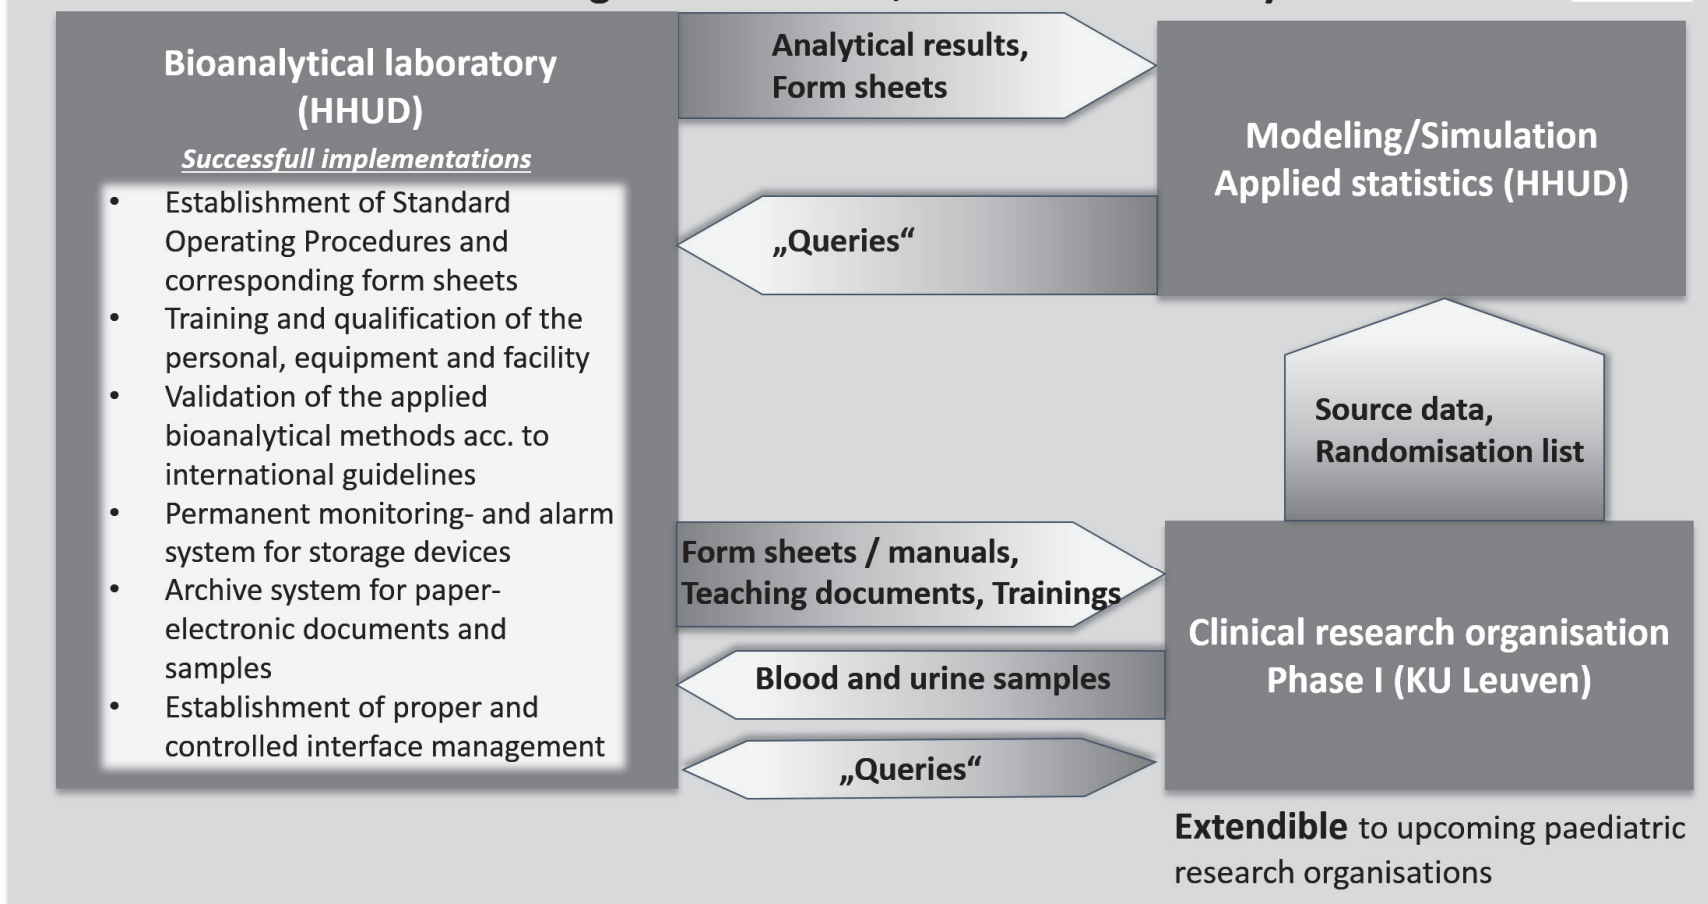 Bioanalytical laboratory
(HHUD)
Successfull implementations
• Establishment of Standard
Operating Procedures and
corresponding form sheets
• Training and qualification of the
personal, equipment and facility
• Validation of the applied
bioanalytical methods acc. to
international guidelines
• Permanent monitoring- and alarm
system for storage devices
• Archive system for paper-
electronic documents and
samples
• Establishment of proper and
controlled interface management
Analytical results,
Form sheets
„Queries“
Modeling/Simulation
Applied statistics (HHUD)
Source data,
Randomisation list
Form sheets / manuals,
Teaching documents, Trainings
Blood and urine samples
„Queries“
Clinical research organisation
Phase I (KU Leuven)
Extendible to upcoming paediatric
research organisations